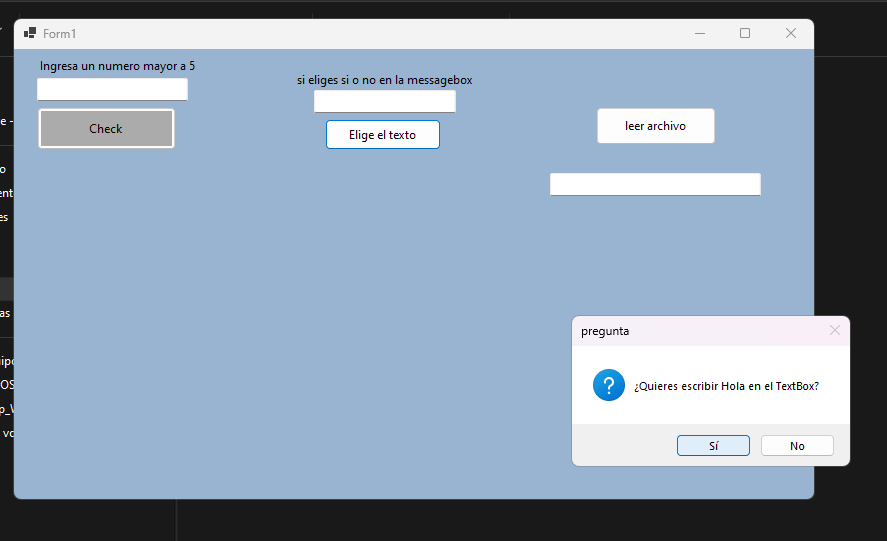 Form1
Ingresa un numero mayor a 5
si eliges si o no en la messagebox
Check
Elige el texto
leer archivo
pregunta
¿Quieres escribir Hola en el TextBox?
Sí
No